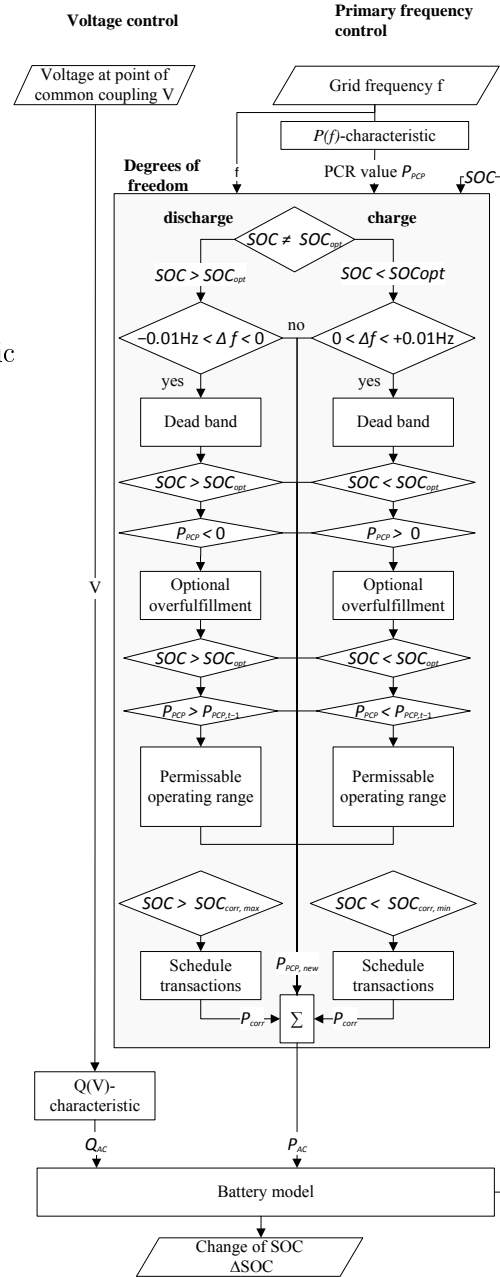 Voltage control
Primary frequency
control
Voltage at point of
common coupling V
Grid frequency f
P(f)-characteristic
Degrees of
freedom
f
PCR value P_PCP
SOC
discharge
charge
SOC ≠ SOC_opt
SOC > SOC_opt
SOC < SOCopt
−0.01Hz < Δ f < 0
no
0 < Δf < +0.01Hz
ic
yes
yes
Dead band
Dead band
SOC > SOC_opt
SOC < SOC_opt
P_PCP < 0
P_PCP > 0
V
Optional
overfulfillment
Optional
overfulfillment
SOC > SOC_opt
SOC < SOC_opt
P_PCP > P_PCP,t−1
P_PCP < P_PCP,t−1
Permissable
operating range
Permissable
operating range
SOC > SOC_corr, max
SOC < SOC_corr, min
Schedule
transactions
P_PCP, new
Schedule
transactions
P_corr
Σ
P_corr
Q(V)-
characteristic
Q_AC
P_AC
Battery model
Change of SOC
ΔSOC